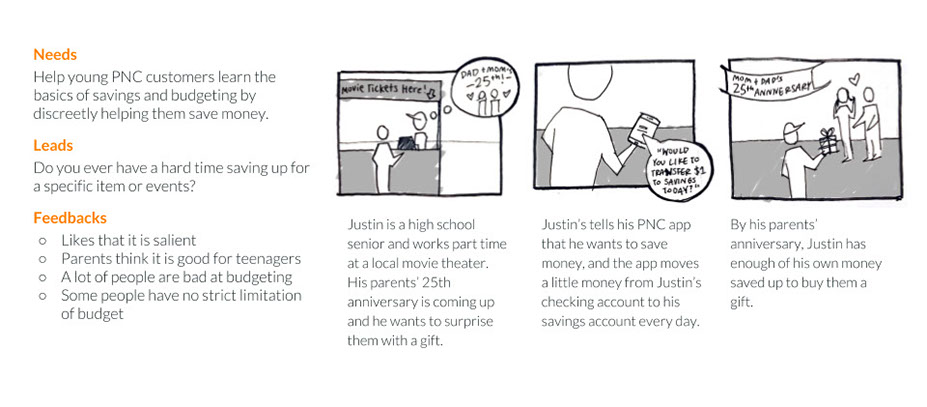 Needs
Help young PNC customers learn the
basics of savings and budgeting by
discreetly helping them save money.
Leads
Do you ever have a hard time saving up for
a specific item or events?
Feedbacks
Likes that it is salient
Parents think it is good for teenagers
A lot of people are bad at budgeting
Some people have no strict limitation
of budget
Movie Tickets Here!
DAD + MOM'S
-25th!-
Justin is a high school
senior and works part time
at a local movie theater.
His parents' 25th
anniversary is coming up
and he wants to surprise
them with a gift.
"WOULD
YOU LIKE TO
TRANSFER $1
TO SAVINGS
TODAY?"
Justin's tells his PNC app
that he wants to save
money, and the app moves
a little money from Justin's
checking account to his
savings account every day.
MOM + DAD'S
25th ANNNERSARY
By his parents'
anniversary, Justin has
enough of his own money
saved up to buy them a
gift.